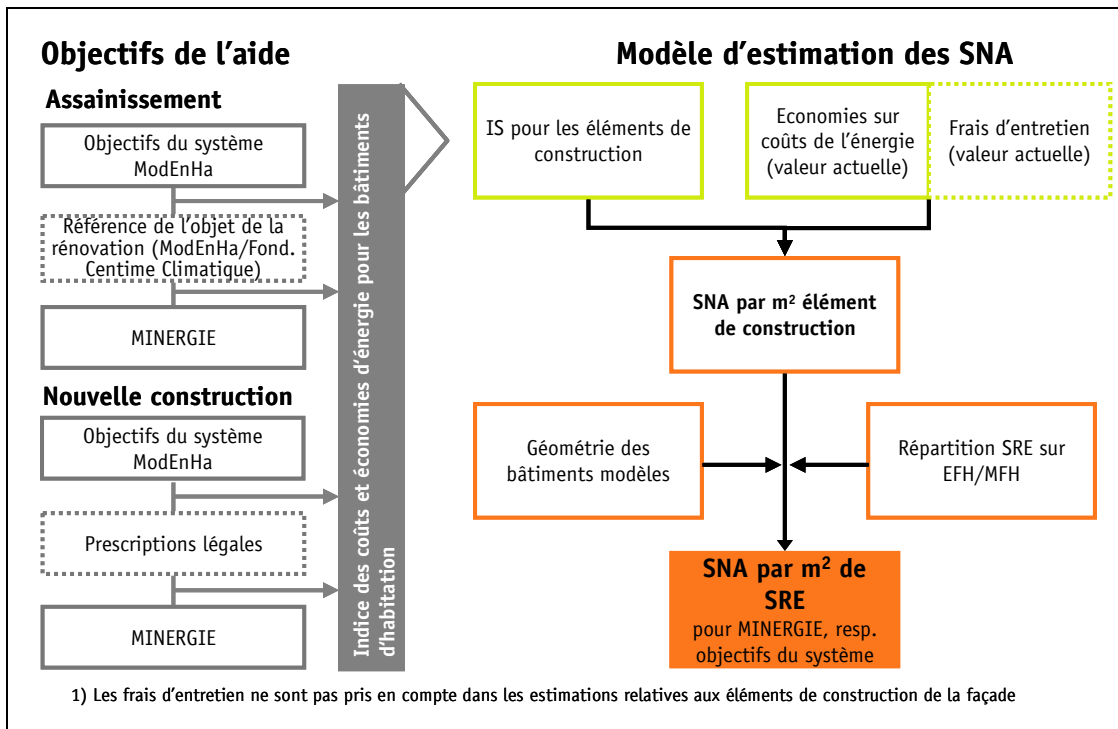 Objectifs de l'aide
Assainissement
Objectifs du système
ModEnHa
Référence de l'objet de la
rénovation (ModEnHa/Fond.
Centime Climatique)
MINERGIE
Nouvelle construction
Objectifs du système
ModEnHa
Prescriptions légales
MINERGIE
Indice des coûts et économies d'énergie pour les bâtiments
d'habitation
Modèle d'estimation des SNA
IS pour les éléments de
construction
Economies sur
coûts de l'énergie
(valeur actuelle)
Frais d'entretien
(valeur actuelle)
SNA par m² élément
de construction
Géométrie des
bâtiments modèles
Répartition SRE sur
EFH/MFH
SNA par m² de
SRE
pour MINERGIE, resp.
objectifs du système
1) Les frais d'entretien ne sont pas pris en compte dans les estimations relatives aux éléments de construction de la façade